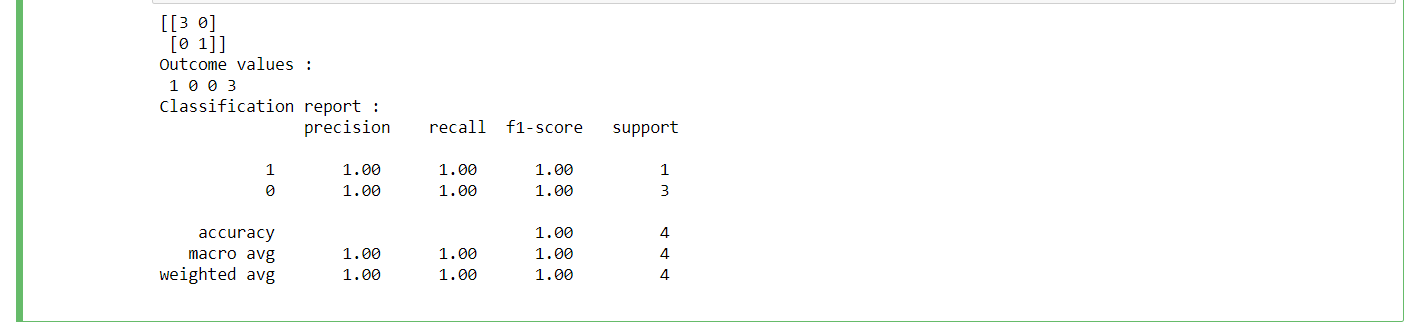 [[3 0]
 [0 1]]
Outcome values :
 1 0 0 3
Classification report :
               precision    recall  f1-score   support

           1       1.00      1.00      1.00         1
           0       1.00      1.00      1.00         3

    accuracy                           1.00         4
   macro avg       1.00      1.00      1.00         4
weighted avg       1.00      1.00      1.00         4